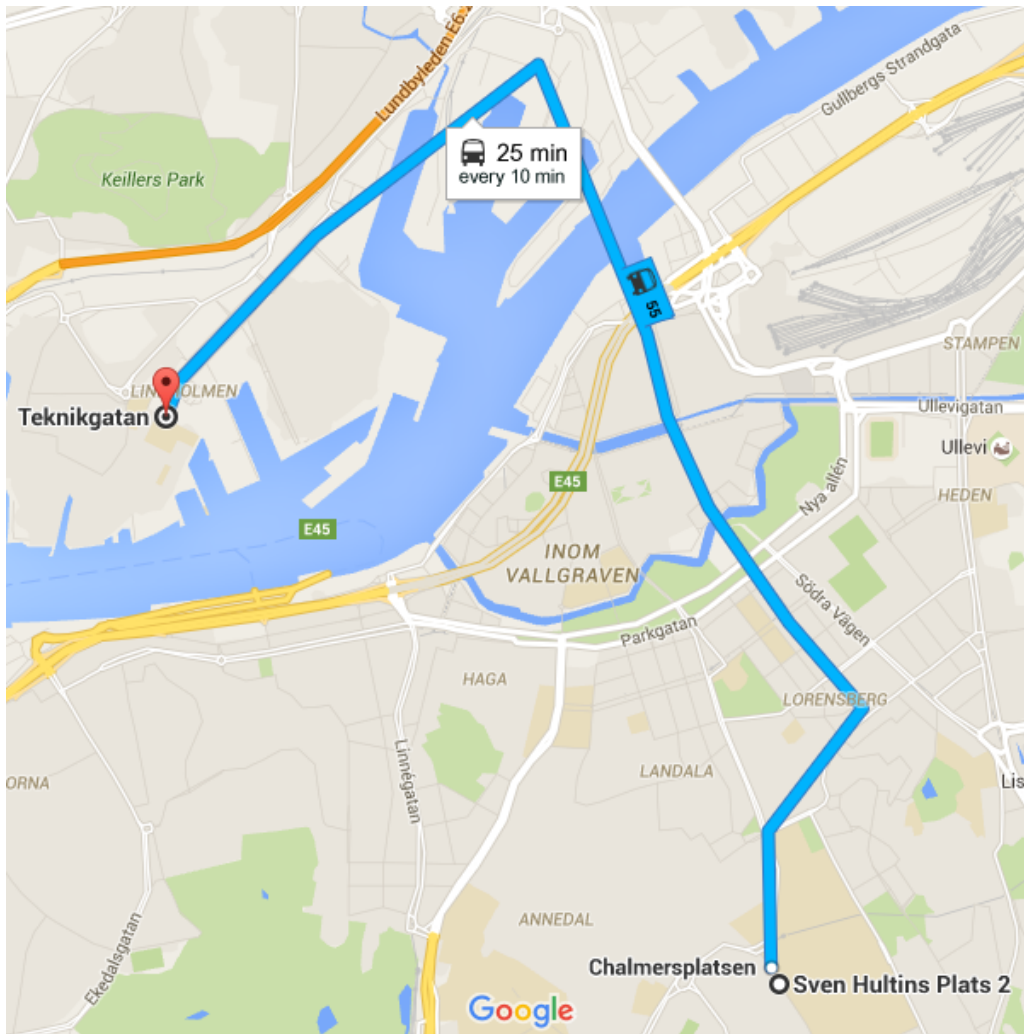 Lundbyleden E6.2
Gullbergs Strandgata
25 min
every 10 min
Keillers Park
55
STAMPEN
LINDHOLMEN
Teknikgatan
Ullevigatan
Ullevi
Nya allén
E45
HEDEN
E45
INOM
VALLGRAVEN
Södra Vägen
Parkgatan
HAGA
LORENSBERG
Linnégatan
LANDALA
ORNA
Lis
ANNEDAL
Ekedalsgatan
Chalmersplatsen
Sven Hultins Plats 2
Google